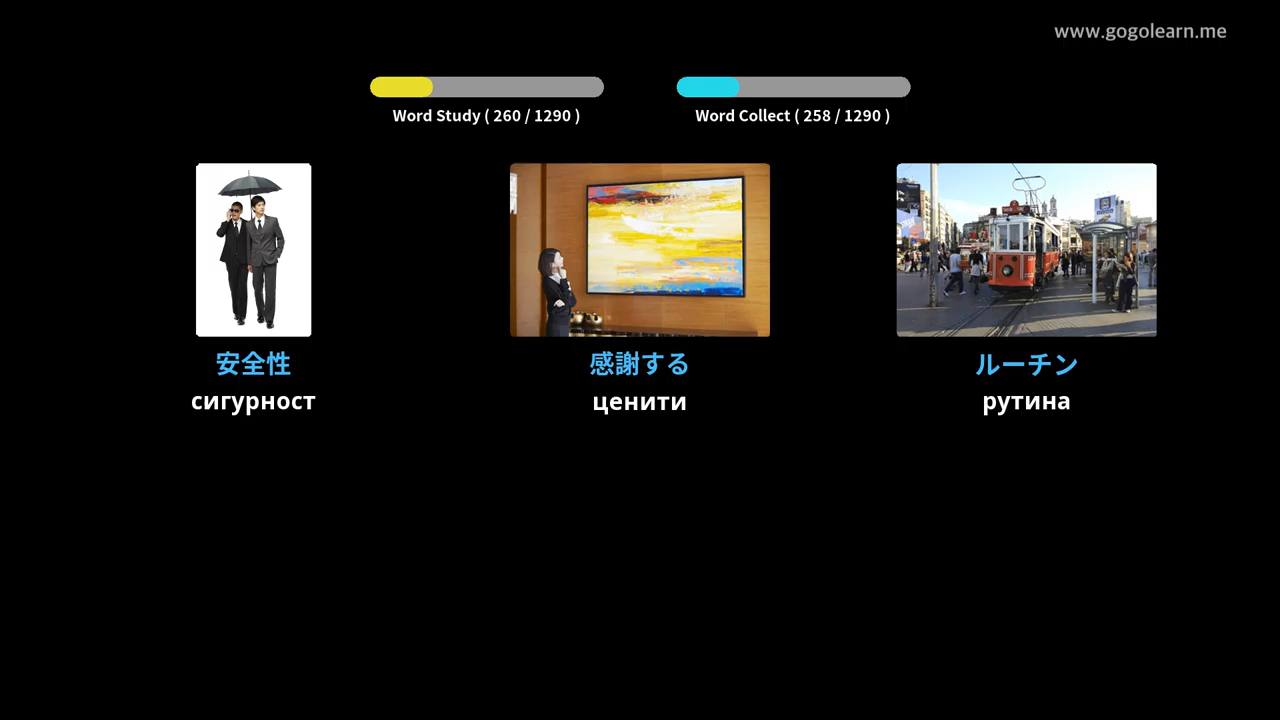 www.gogolearn.me
Word Study ( 260 / 1290 )
Word Collect ( 258 / 1290 )
安全性
感謝する
ルーチン
сигурност
ценити
рутина